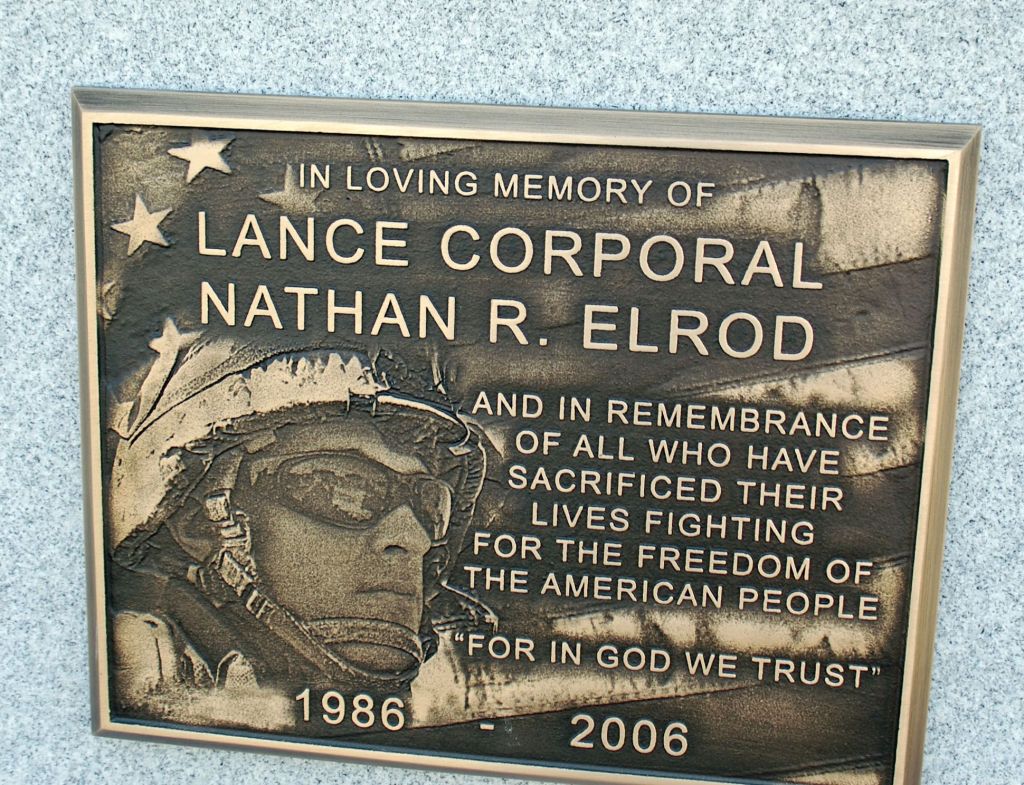 IN LOVING MEMORY OF
LANCE CORPORAL
NATHAN R. ELROD
AND IN REMEMBRANCE
OF ALL WHO HAVE
SACRIFICED THEIR
LIVES FIGHTING
FOR THE FREEDOM OF
THE AMERICAN PEOPLE
“FOR IN GOD WE TRUST”
1986 - 2006